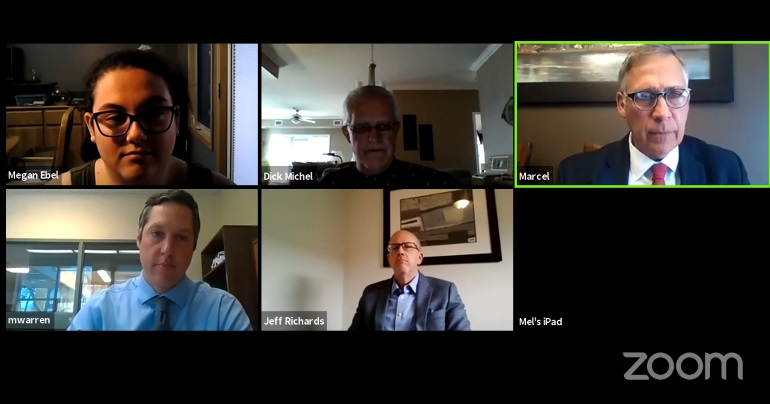 Megan Ebel
Dick Michel
Marcel
mwarren
Jeff Richards
Mel's iPad
zoom